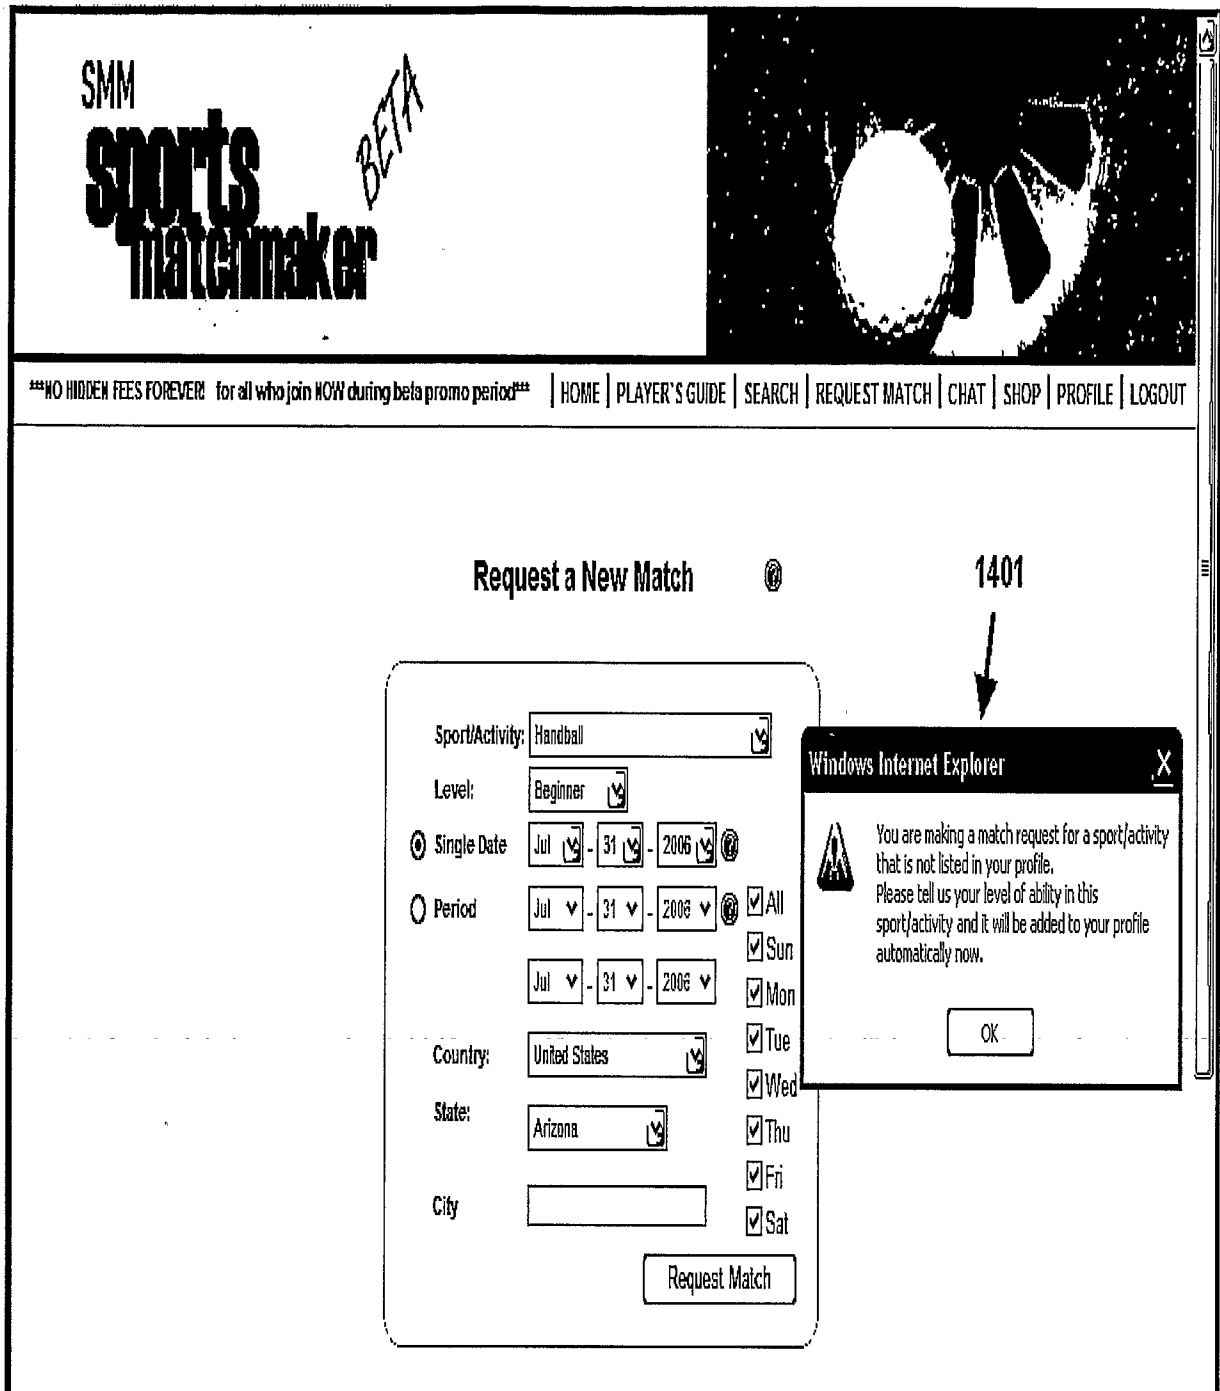 SMM
sports
matchmaker
BETA
***NO HIDDEN FEES FOREVER! for all who join NOW during beta promo period***
HOME | PLAYER'S GUIDE | SEARCH | REQUEST MATCH | CHAT | SHOP | PROFILE | LOGOUT
Request a New Match
1401
Sport/Activity: Handball
Level: Beginner
Single Date Jul - 31 - 2006
Period Jul - 31 - 2006
Jul - 31 - 2006
All
Sun
Mon
Tue
Wed
Thu
Fri
Sat
Country: United States
State: Arizona
City
Request Match
Windows Internet Explorer X
You are making a match request for a sport/activity
that is not listed in your profile.
Please tell us your level of ability in this
sport/activity and it will be added to your profile
automatically now.
OK